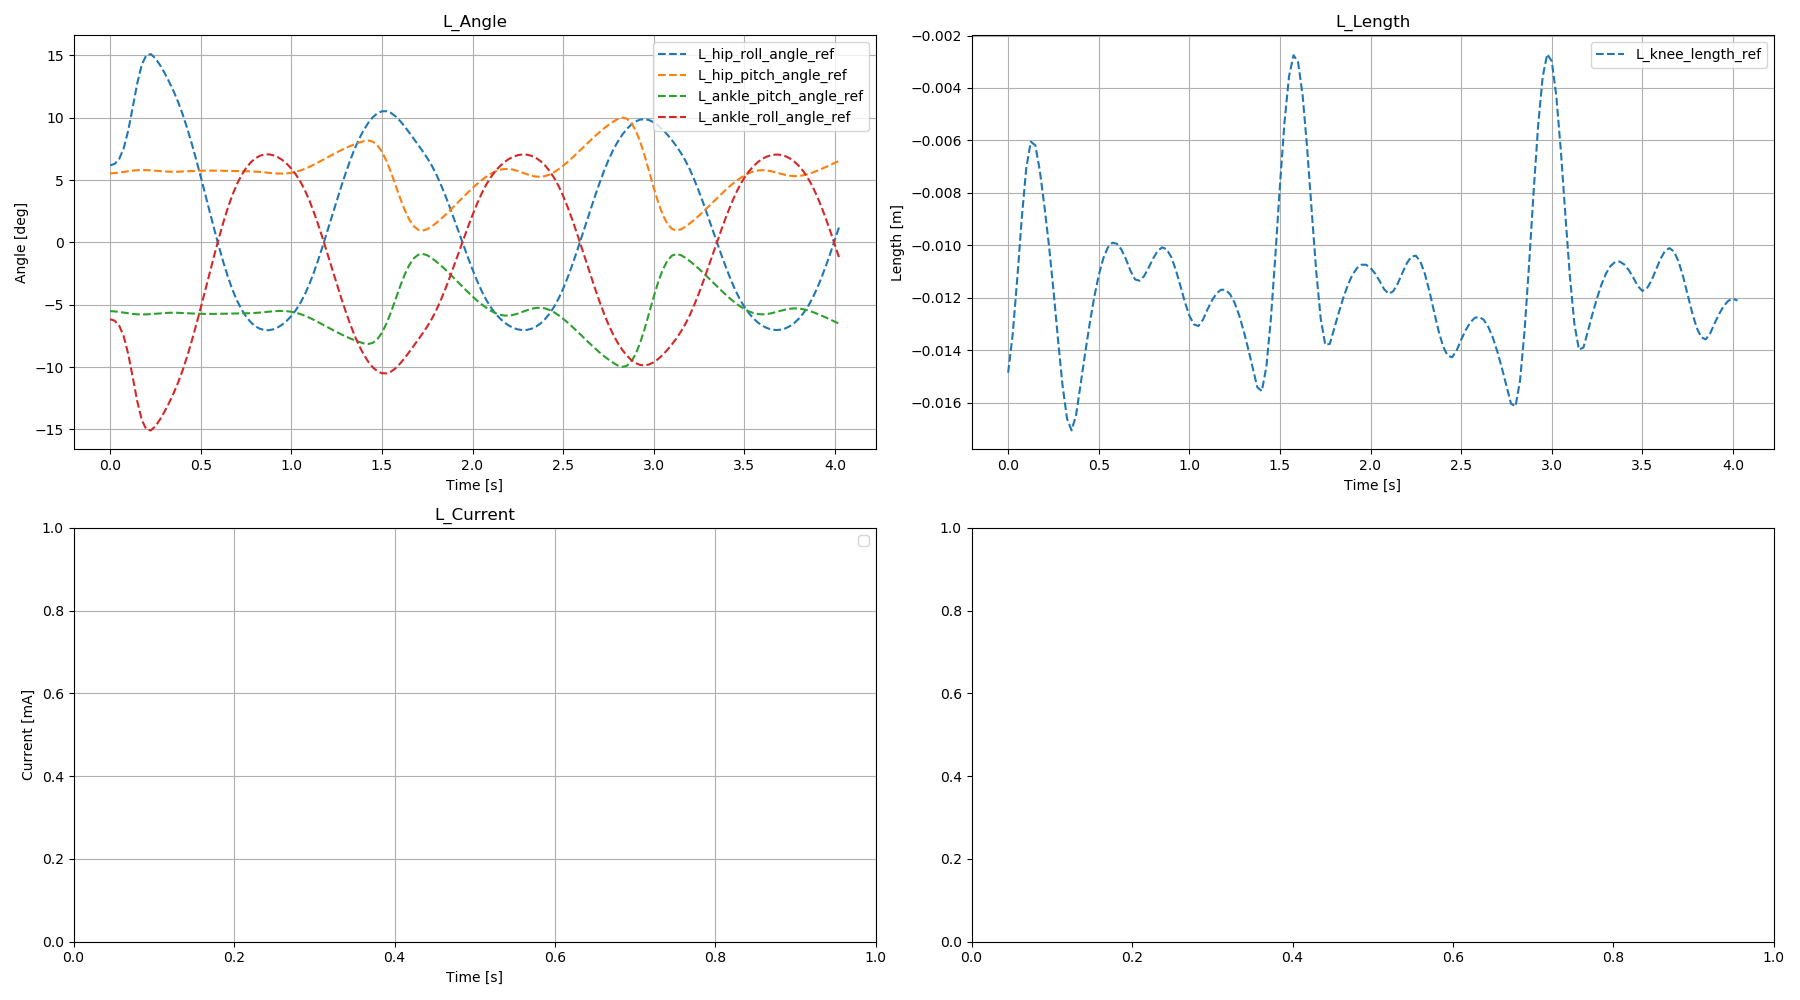 L_Angle
Angle [deg]
15
10
5
0
−5
−10
−15
L_hip_roll_angle_ref
L_hip_pitch_angle_ref
L_ankle_pitch_angle_ref
L_ankle_roll_angle_ref
0.0 0.5 1.0 1.5 2.0 2.5 3.0 3.5 4.0
Time [s]
L_Length
Length [m]
−0.002
−0.004
−0.006
−0.008
−0.010
−0.012
−0.014
−0.016
L_knee_length_ref
0.0 0.5 1.0 1.5 2.0 2.5 3.0 3.5 4.0
Time [s]
L_Current
Current [mA]
1.0
0.8
0.6
0.4
0.2
0.0
0.0 0.2 0.4 0.6 0.8 1.0
Time [s]
1.0
0.8
0.6
0.4
0.2
0.0
0.0 0.2 0.4 0.6 0.8 1.0